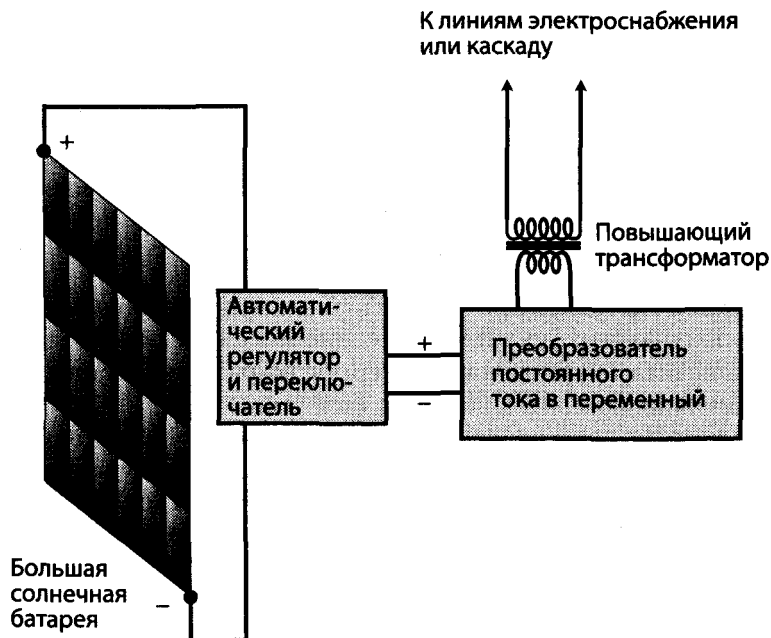 К линиям электроснабжения
или каскаду
+
Повышающий
трансформатор
Автомати-
ческий
регулятор
и переклю-
чатель
+
−
Преобразователь
постоянного
тока в переменный
Большая
солнечная
батарея
−